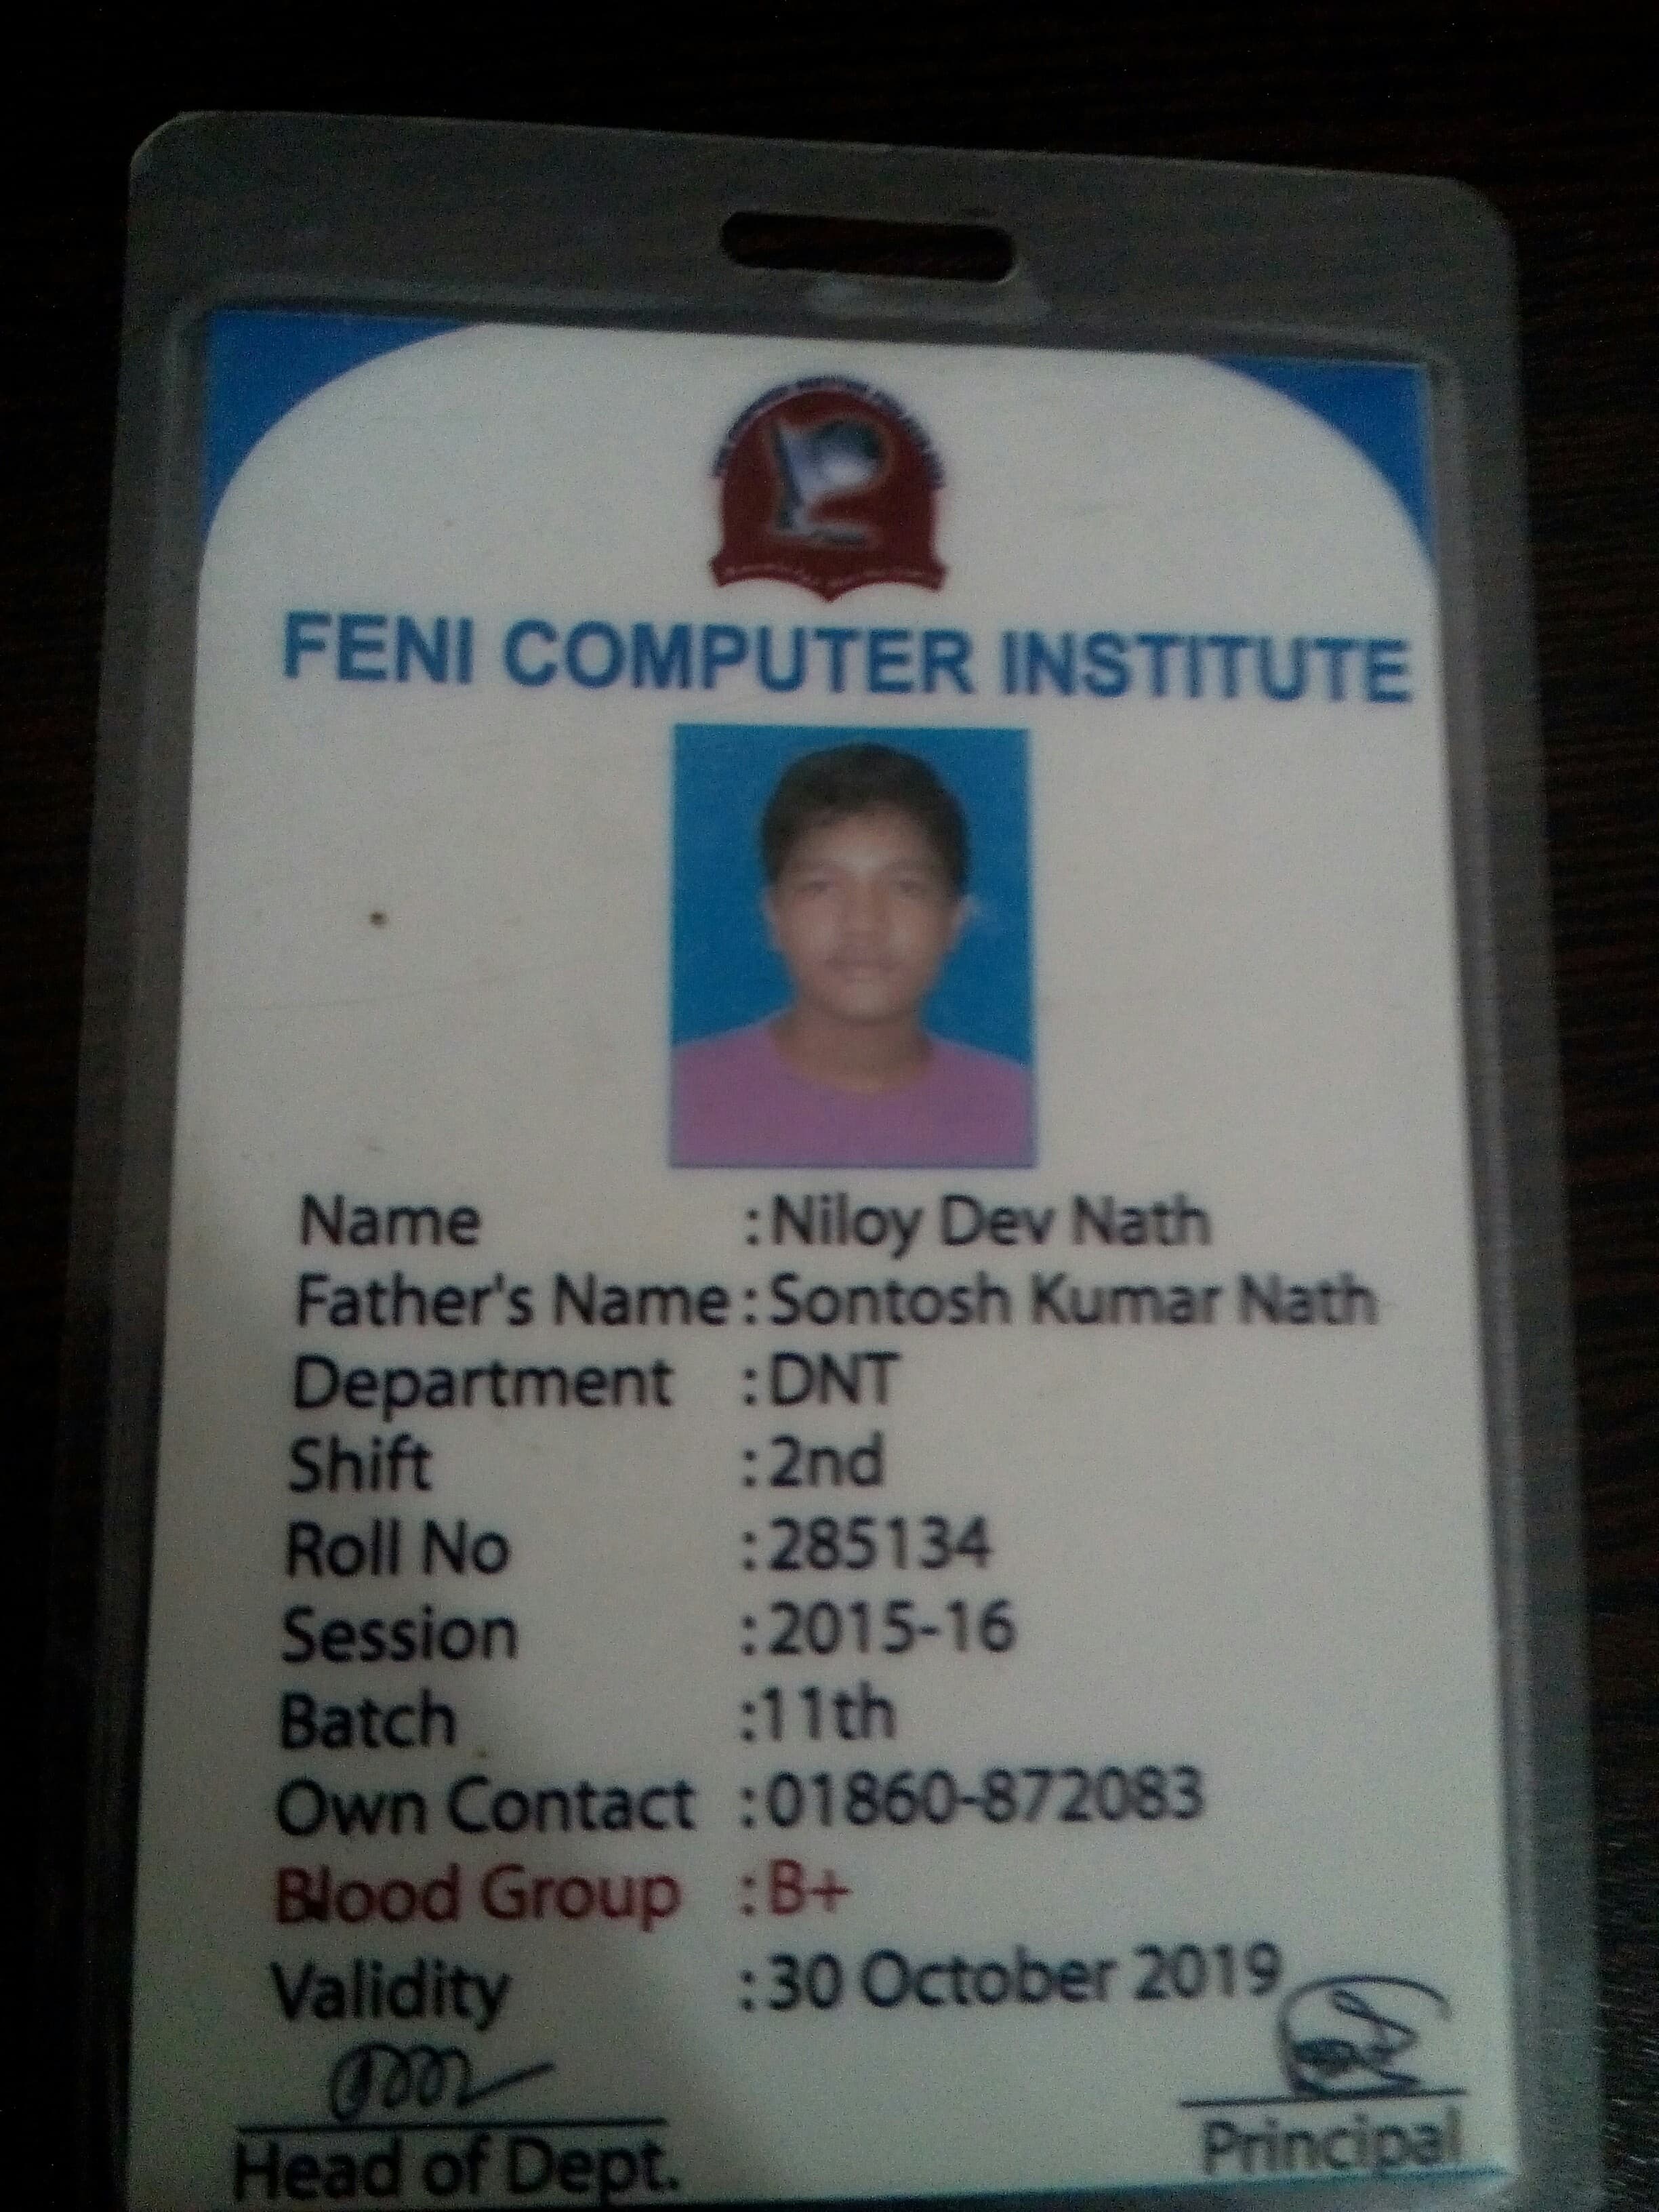 FENI COMPUTER INSTITUTE
Name : Niloy Dev Nath
Father's Name : Sontosh Kumar Nath
Department : DNT
Shift : 2nd
Roll No : 285134
Session : 2015-16
Batch : 11th
Own Contact : 01860-872083
Blood Group : B+
Validity : 30 October 2019
Head of Dept. Principal